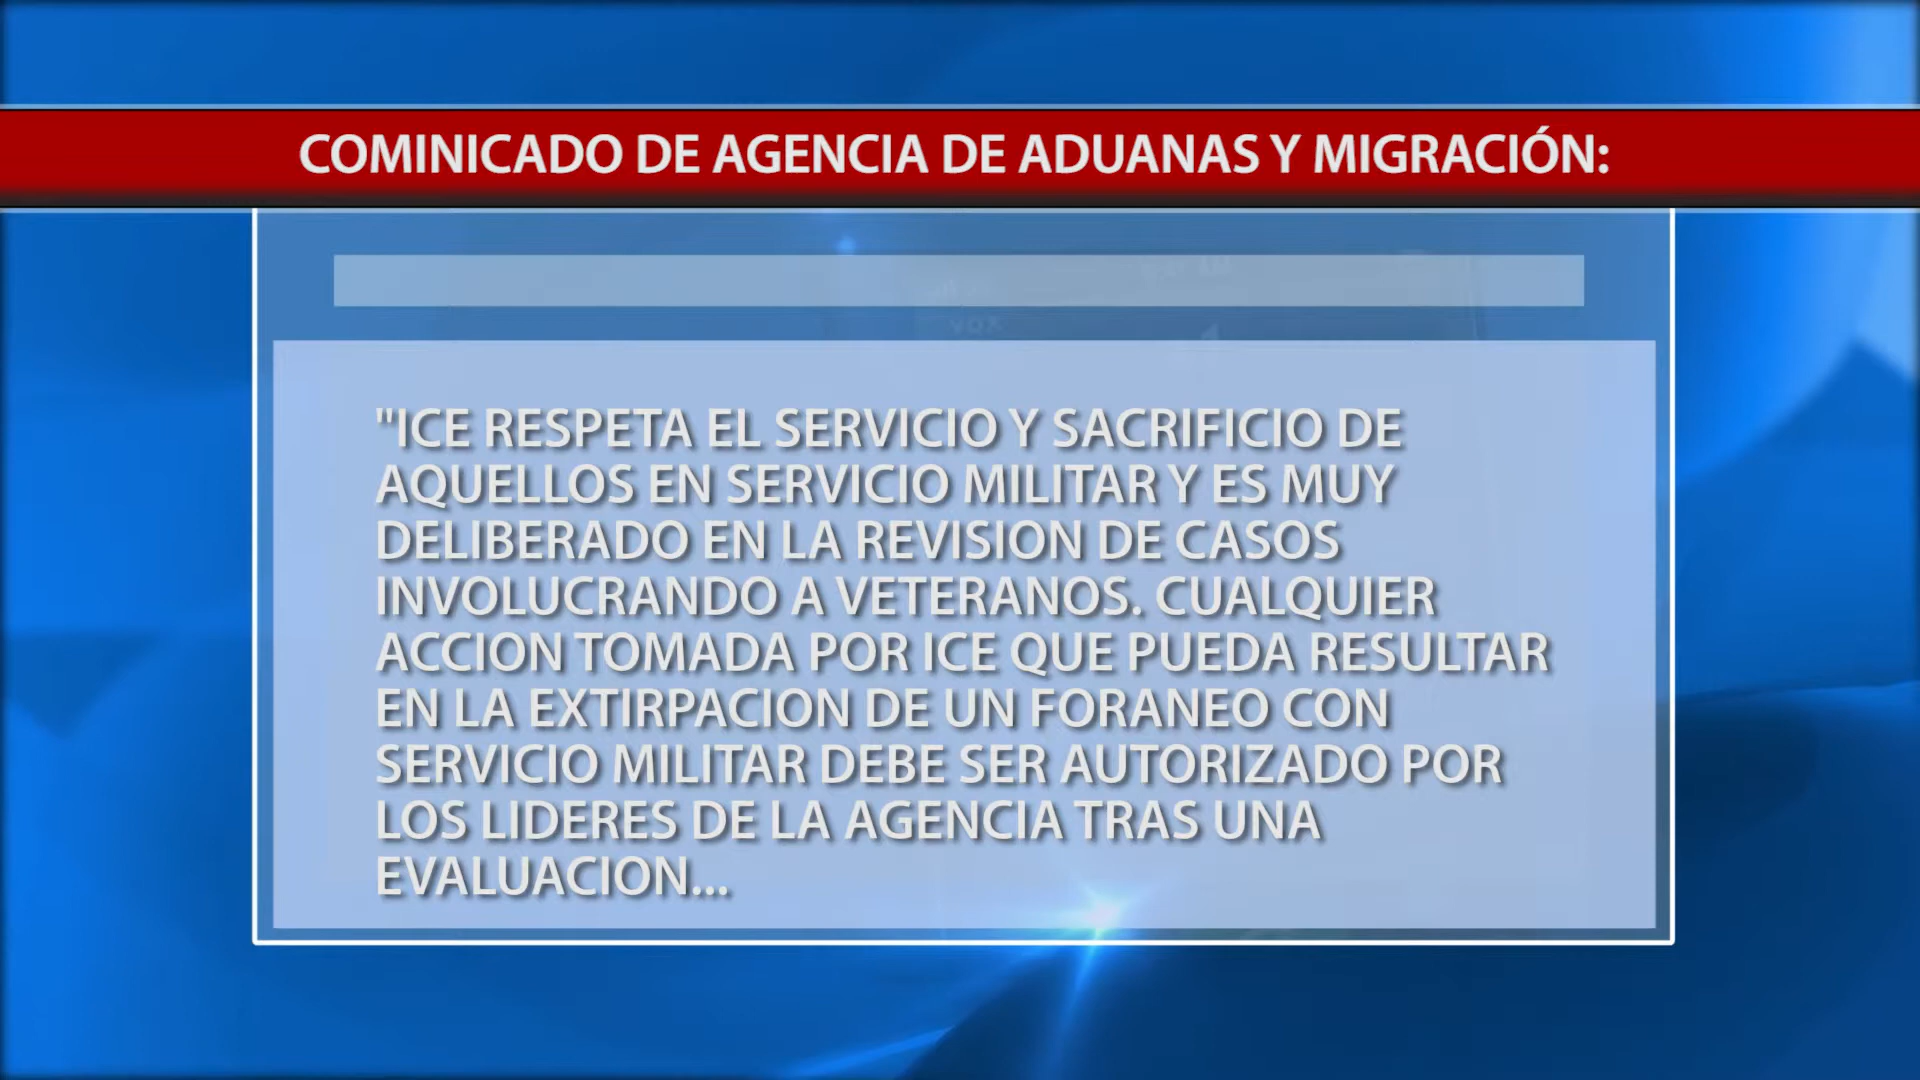 COMINICADO DE AGENCIA DE ADUANAS Y MIGRACIÓN:
"ICE RESPETA EL SERVICIO Y SACRIFICIO DE
AQUELLOS EN SERVICIO MILITAR Y ES MUY
DELIBERADO EN LA REVISION DE CASOS
INVOLUCRANDO A VETERANOS. CUALQUIER
ACCION TOMADA POR ICE QUE PUEDA RESULTAR
EN LA EXTIRPACION DE UN FORANEO CON
SERVICIO MILITAR DEBE SER AUTORIZADO POR
LOS LIDERES DE LA AGENCIA TRAS UNA
EVALUACION...